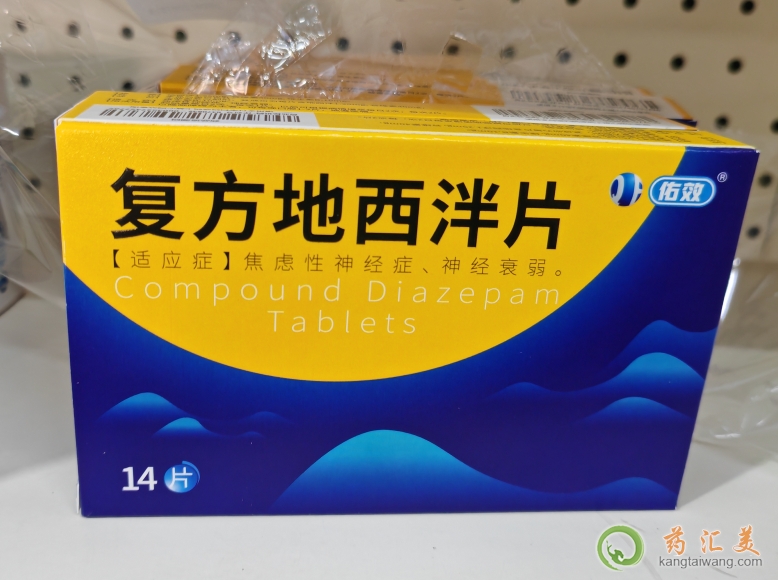 佑效®
复方地西泮片
【适应症】焦虑性神经症、神经衰弱。
Compound Diazepam
Tablets
14片
药汇美
kangtaiwang.com